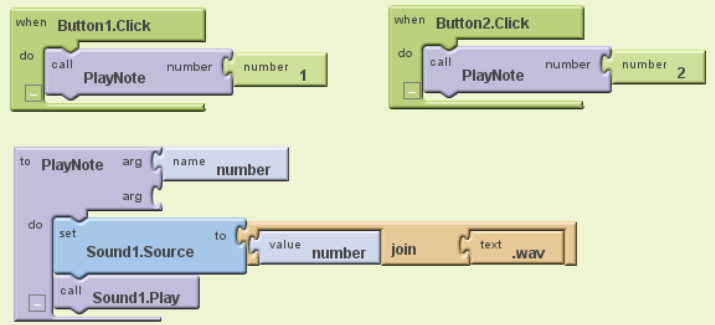 when Button1.Click
do call PlayNote number number 1
when Button2.Click
do call PlayNote number number 2
to PlayNote arg name number
arg
do set Sound1.Source to value number join text .wav
call Sound1.Play